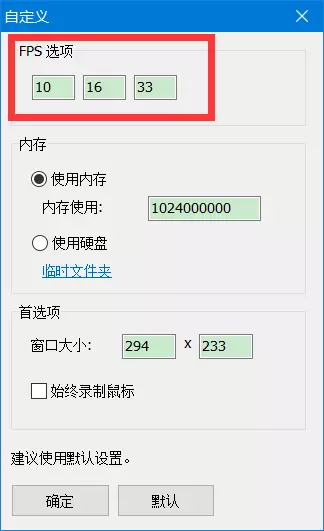 自定义
FPS 选项
10 16 33
内存
使用内存
内存使用: 1024000000
使用硬盘
临时文件夹
首选项
窗口大小: 294 x 233
始终录制鼠标
建议使用默认设置。
确定 默认